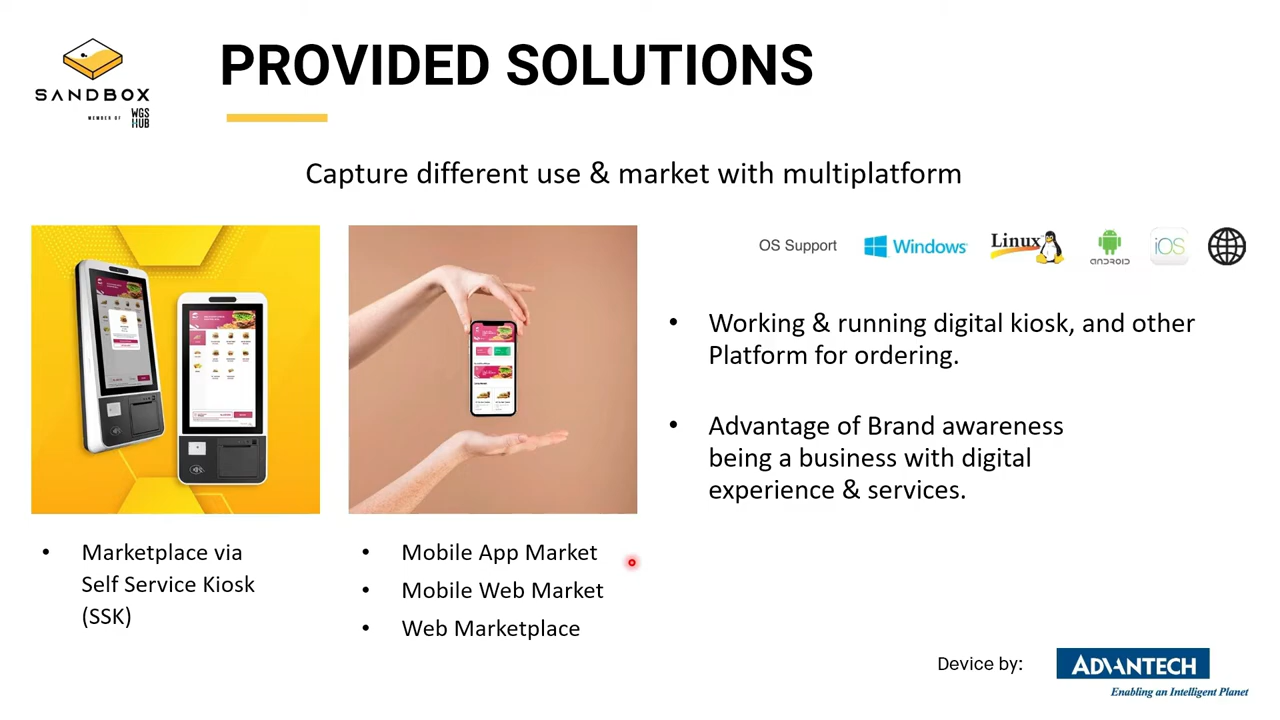 SANDBOX
MEMBER OF WGS HUB
PROVIDED SOLUTIONS
Capture different use & market with multiplatform
OS Support
Windows
Linux
ANDROID
iOS
Working & running digital kiosk, and other
Platform for ordering.
Advantage of Brand awareness
being a business with digital
experience & services.
Marketplace via
Self Service Kiosk
(SSK)
Mobile App Market
Mobile Web Market
Web Marketplace
Device by:
ADVANTECH
Enabling an Intelligent Planet